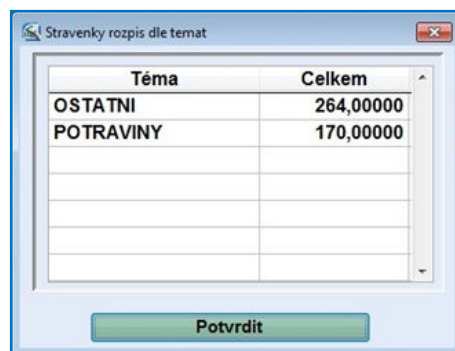 Stravenky rozpis dle temat
Téma Celkem
OSTATNI 264,00000
POTRAVINY 170,00000
Potvrdit